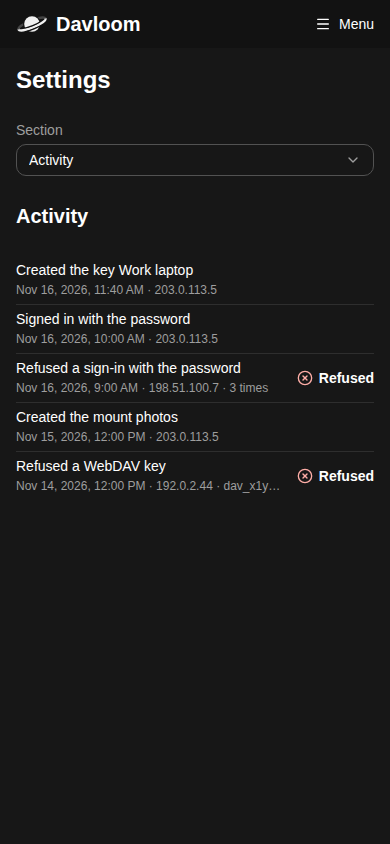 Davloom
Menu
Settings
Section
Activity
Activity
Created the key Work laptop
Nov 16, 2026, 11:40 AM · 203.0.113.5
Signed in with the password
Nov 16, 2026, 10:00 AM · 203.0.113.5
Refused a sign-in with the password
Nov 16, 2026, 9:00 AM · 198.51.100.7 · 3 times
Refused
Created the mount photos
Nov 15, 2026, 12:00 PM · 203.0.113.5
Refused a WebDAV key
Nov 14, 2026, 12:00 PM · 192.0.2.44 · dav_x1y…
Refused